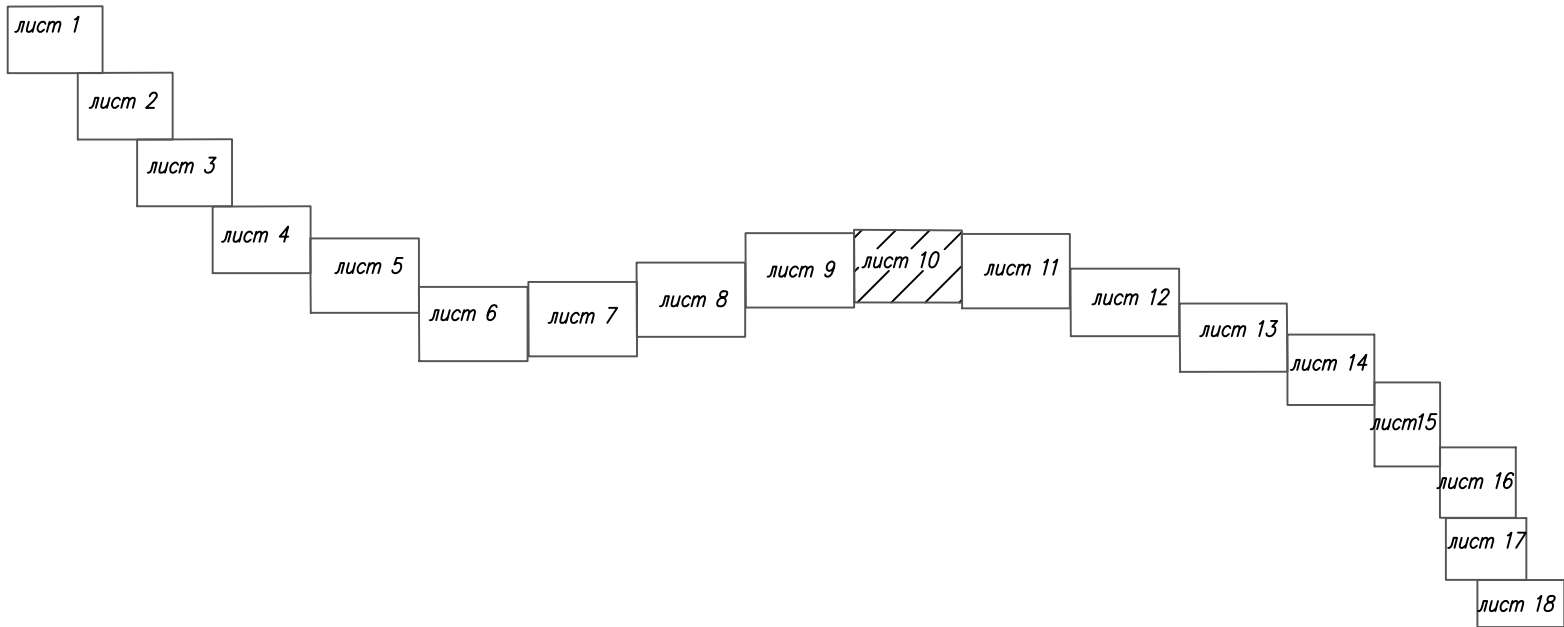 лист 1
лист 2
лист 3
лист 4
лист 5
лист 6
лист 7
лист 8
лист 9
лист 10
лист 11
лист 12
лист 13
лист 14
лист15
лист 16
лист 17
лист 18